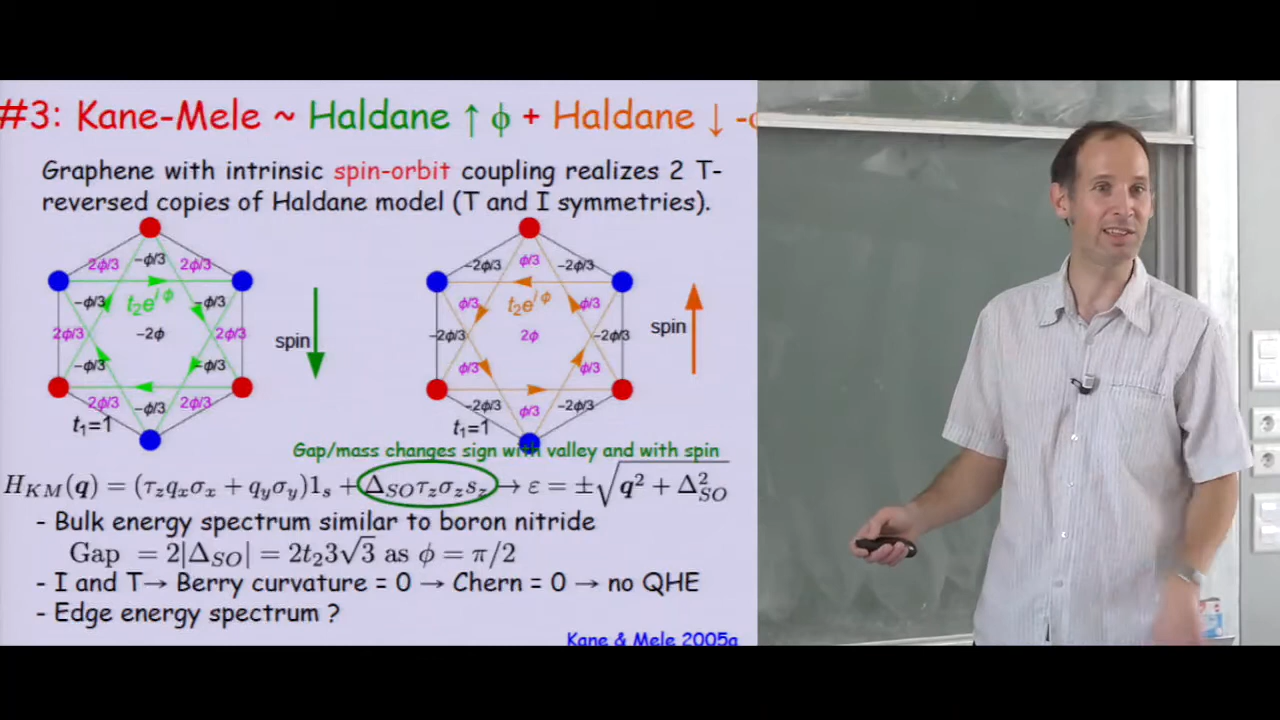 #3: Kane-Mele ~ Haldane ↑ ϕ + Haldane ↓ -
Graphene with intrinsic spin-orbit coupling realizes 2 T-
reversed copies of Haldane model (T and I symmetries).
2ϕ/3 -ϕ/3 2ϕ/3
-ϕ/3 t₂e^{iϕ} -ϕ/3
2ϕ/3 -2ϕ 2ϕ/3
-ϕ/3 -ϕ/3
2ϕ/3 -ϕ/3 2ϕ/3
t₁=1
spin
-2ϕ/3 ϕ/3 -2ϕ/3
ϕ/3 t₂e^{iϕ} ϕ/3
-2ϕ/3 2ϕ -2ϕ/3
ϕ/3 ϕ/3
-2ϕ/3 ϕ/3 -2ϕ/3
t₁=1
spin
Gap/mass changes sign with valley and with spin
H_{KM}(q) = (τ_z q_x σ_x + q_y σ_y)1_s + Δ_{SO} τ_z σ_z s_z → ε = ±√(q² + Δ²_{SO})
- Bulk energy spectrum similar to boron nitride
Gap = 2|Δ_{SO}| = 2t₂3√3 as ϕ = π/2
- I and T→ Berry curvature = 0 → Chern = 0 → no QHE
- Edge energy spectrum ?
Kane & Mele 2005a